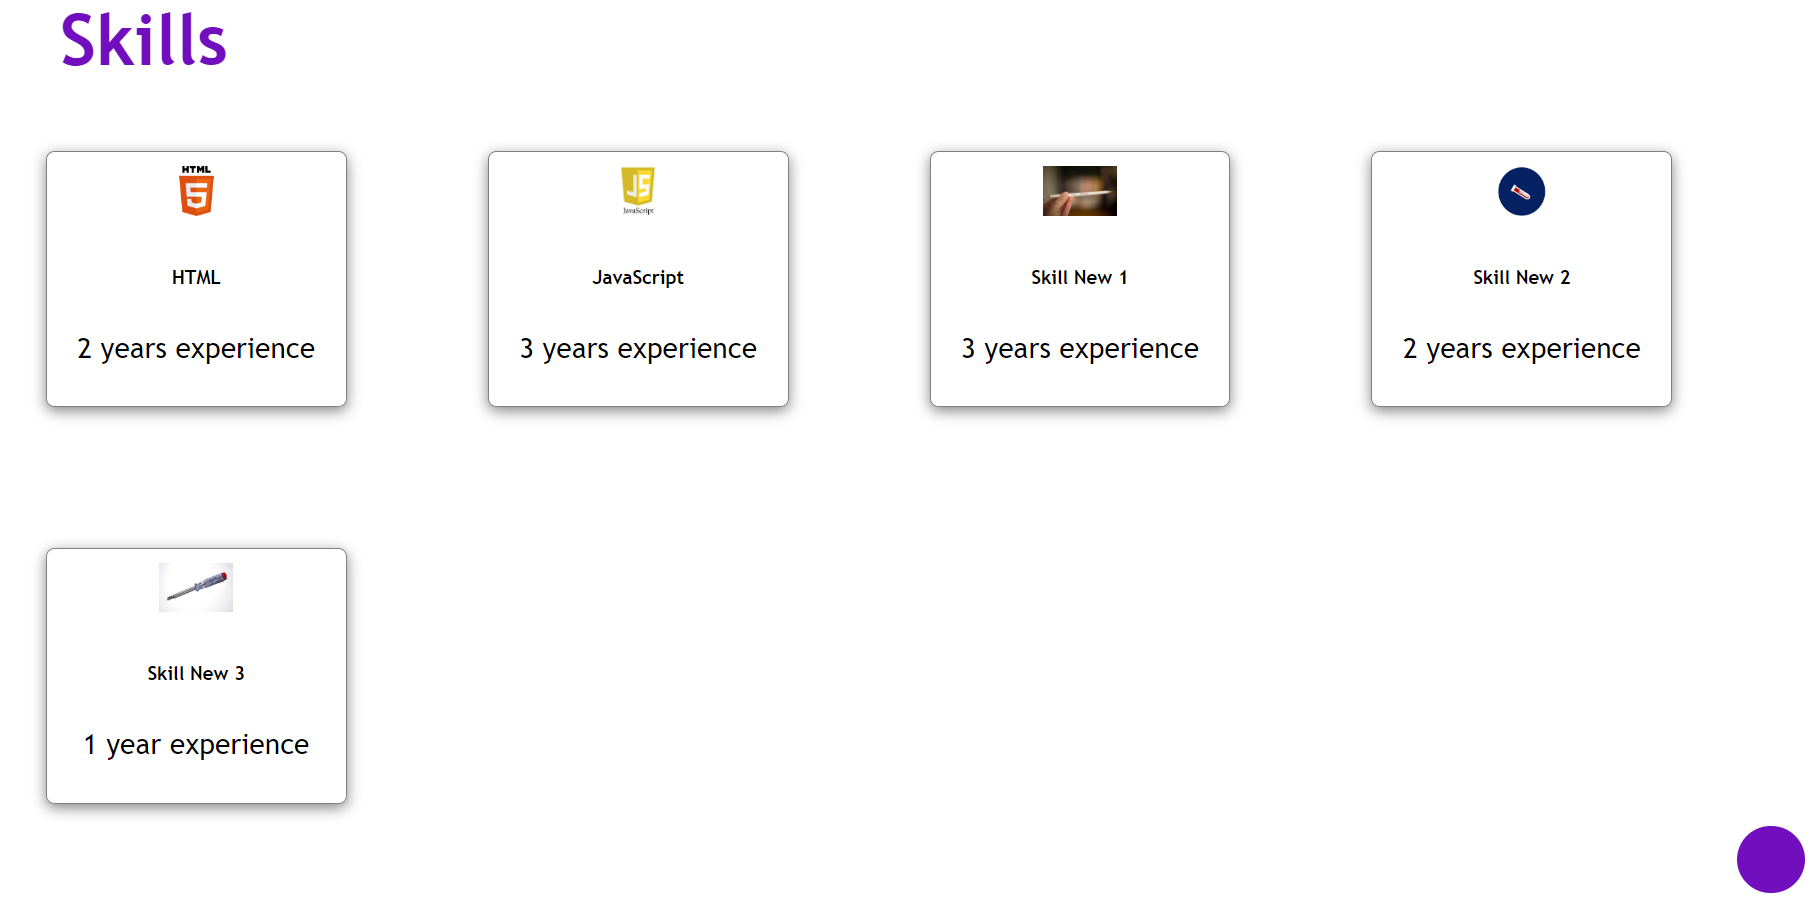 Skills
HTML
5
HTML
2 years experience
JS
JavaScript
JavaScript
3 years experience
Skill New 1
3 years experience
Skill New 2
2 years experience
Skill New 3
1 year experience